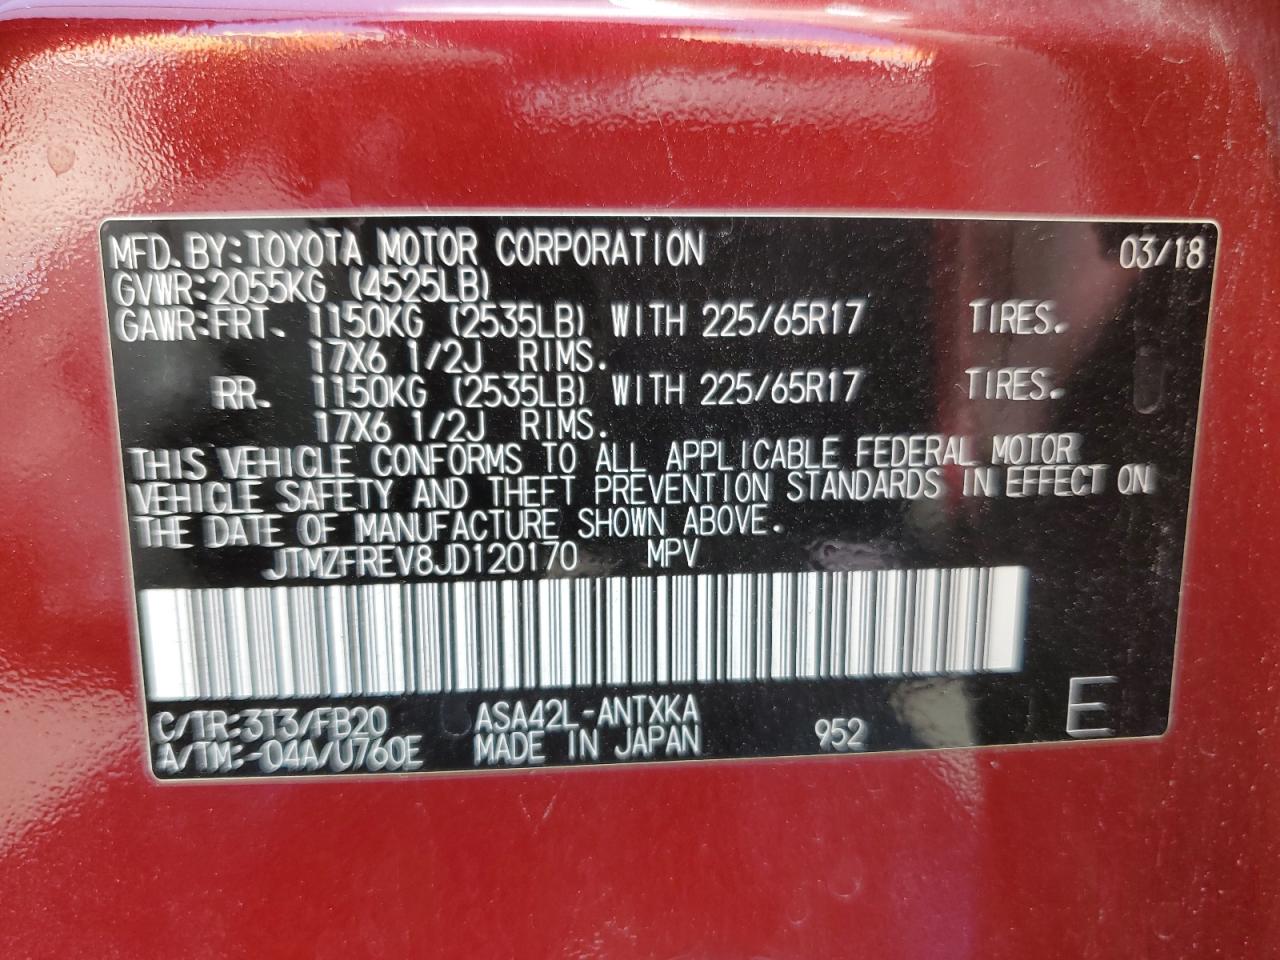 MFD. BY: TOYOTA MOTOR CORPORATION 03/18
GVWR: 2055KG (4525LB)
GAWR: FRT. 1150KG (2535LB) WITH 225/65R17 TIRES.
17X6 1/2J RIMS.
RR. 1150KG (2535LB) WITH 225/65R17 TIRES.
17X6 1/2J RIMS.
THIS VEHICLE CONFORMS TO ALL APPLICABLE FEDERAL MOTOR
VEHICLE SAFETY AND THEFT PREVENTION STANDARDS IN EFFECT ON
THE DATE OF MANUFACTURE SHOWN ABOVE.
JTMZFREV8JD120170 MPV
C/TR: 3T3/FB20 ASA42L-ANTXKA
A/TM: -04A/U760E MADE IN JAPAN 952 E